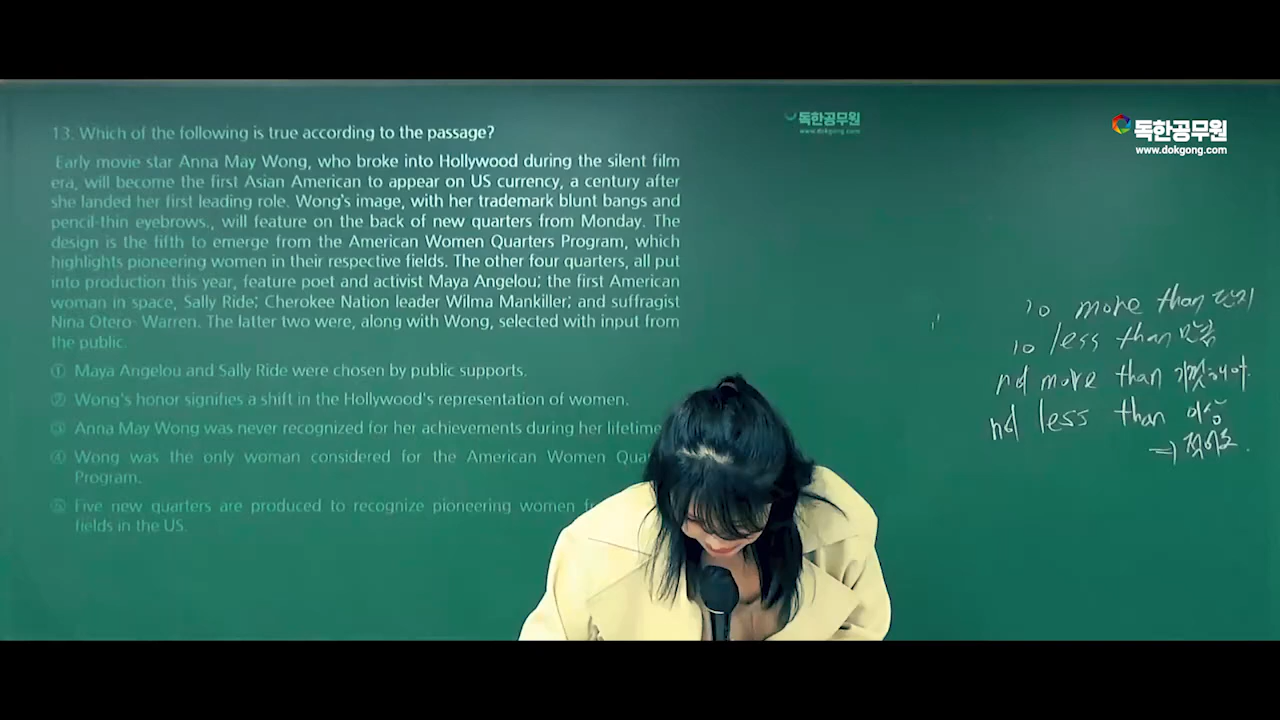 13. Which of the following is true according to the passage?
Early movie star Anna May Wong, who broke into Hollywood during the silent film
era, will become the first Asian American to appear on US currency, a century after
she landed her first leading role. Wong's image, with her trademark blunt bangs and
pencil-thin eyebrows., will feature on the back of new quarters from Monday. The
design is the fifth to emerge from the American Women Quarters Program, which
highlights pioneering women in their respective fields. The other four quarters, all put
into production this year, feature poet and activist Maya Angelou; the first American
woman in space, Sally Ride; Cherokee Nation leader Wilma Mankiller; and suffragist
Nina Otero- Warren. The latter two were, along with Wong, selected with input from
the public.
① Maya Angelou and Sally Ride were chosen by public supports.
② Wong's honor signifies a shift in the Hollywood's representation of women.
③ Anna May Wong was never recognized for her achievements during her lifetime
④ Wong was the only woman considered for the American Women Qua
Program.
⑤ Five new quarters are produced to recognize pioneering women
fields in the US.
독한공무원
www.dokgong.com
독한공무원
www.dokgong.com
more than 단지
less than 만큼
not more than 기껏해야
not less than 이상
⇒ 적어도.